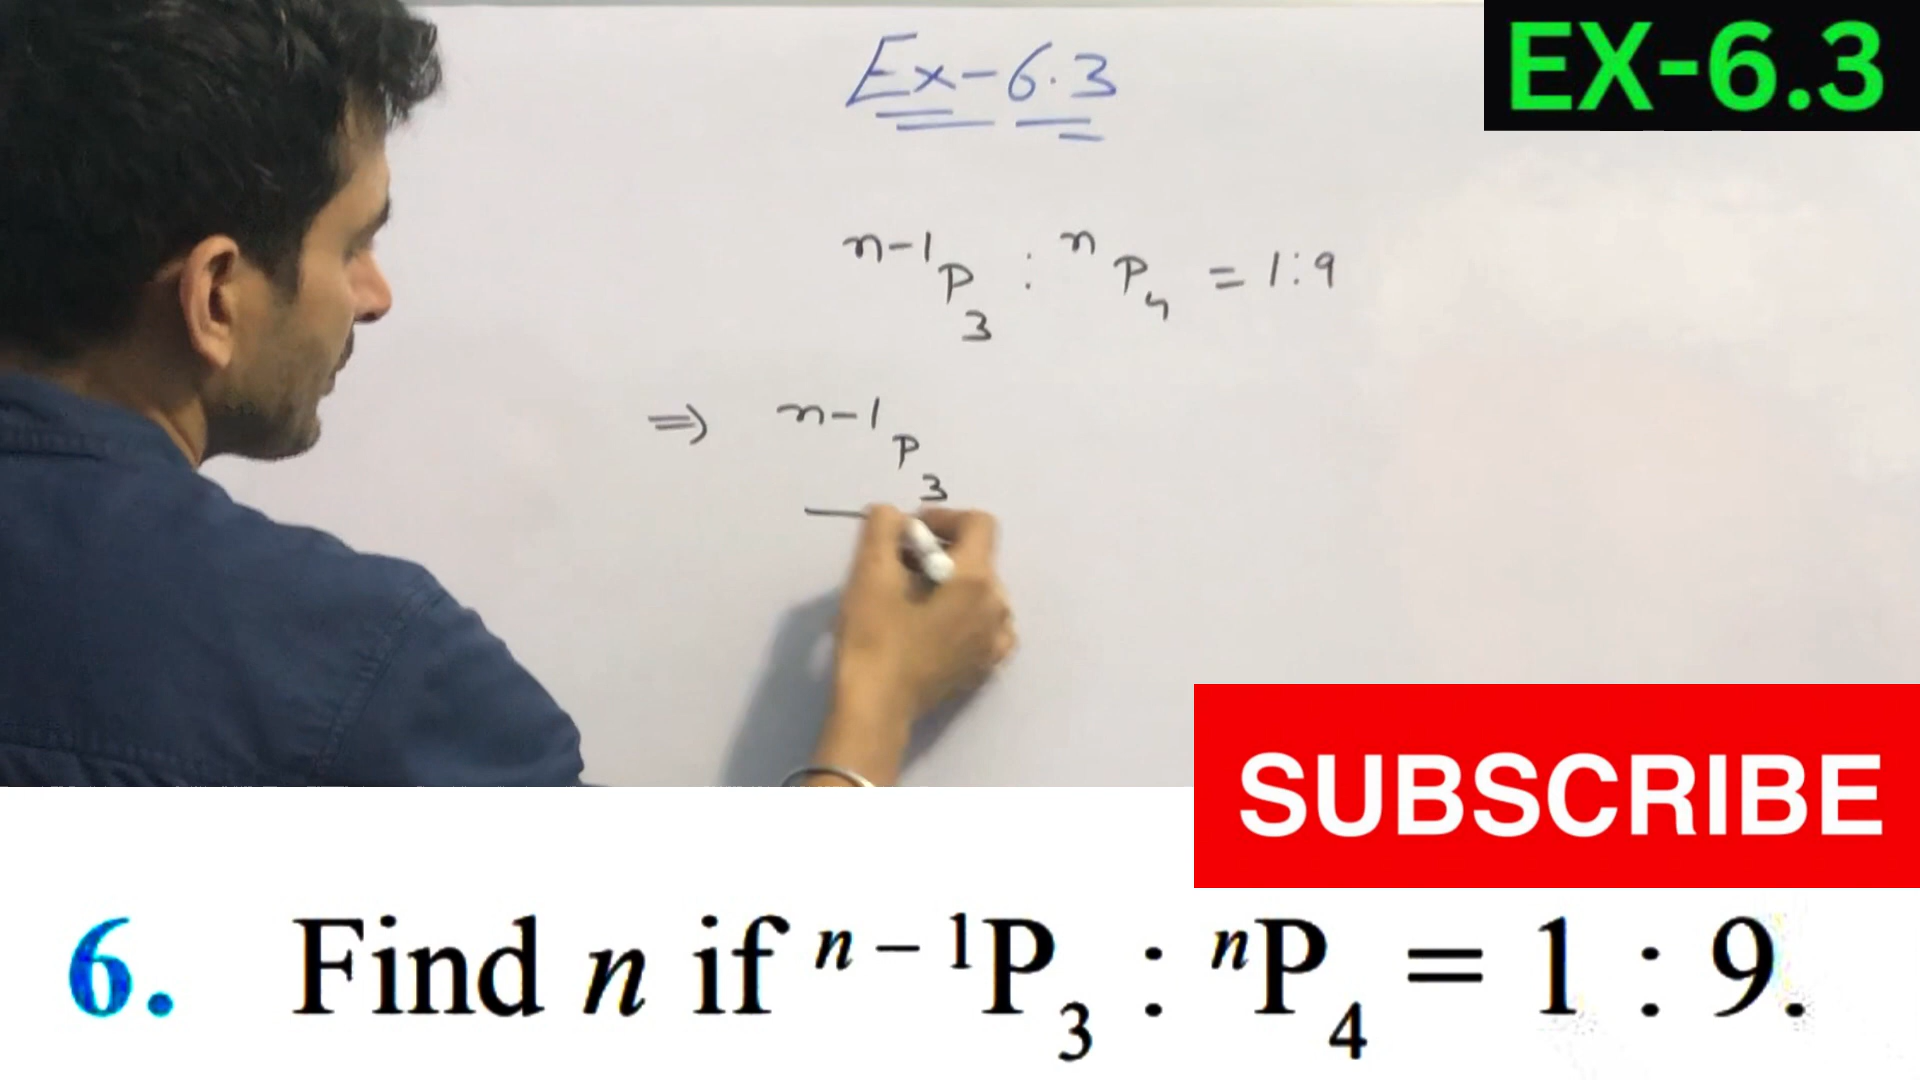 Ex-6.3
EX-6.3
n-1P3 : nP4 = 1:9
⇒ n-1P3
SUBSCRIBE
6. Find n if n – 1P3 : nP4 = 1 : 9.